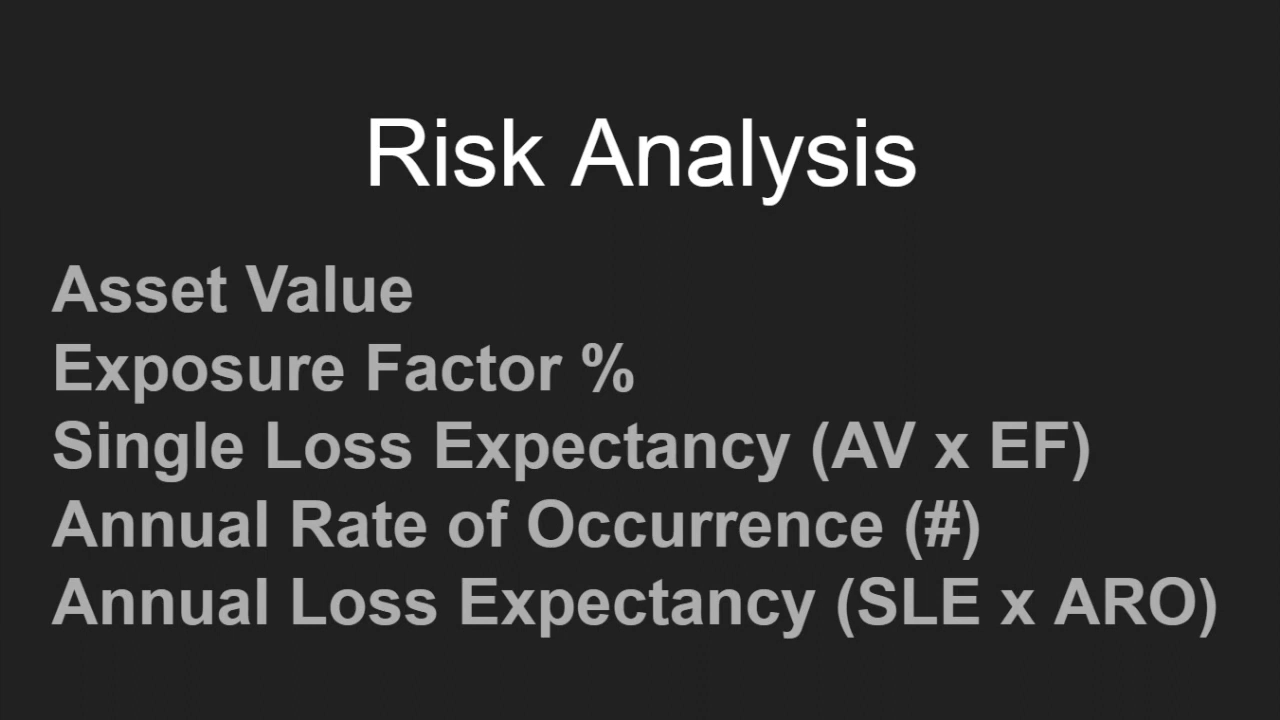 Risk Analysis
Asset Value
Exposure Factor %
Single Loss Expectancy (AV x EF)
Annual Rate of Occurrence (#)
Annual Loss Expectancy (SLE x ARO)